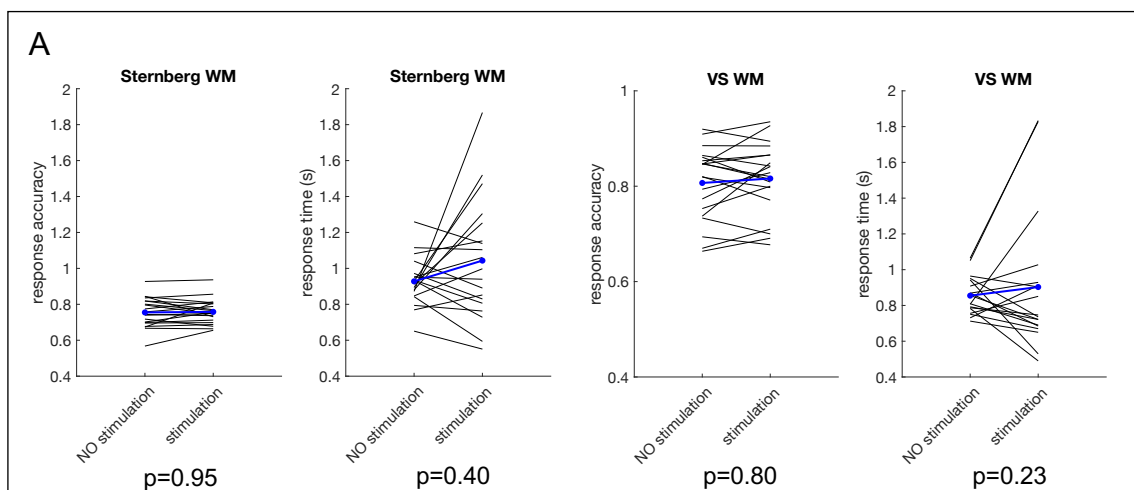 A
Sternberg WM
response accuracy
2
1.8
1.6
1.4
1.2
1
0.8
0.6
0.4
NO stimulation
stimulation
p=0.95
Sternberg WM
response time (s)
2
1.8
1.6
1.4
1.2
1
0.8
0.6
0.4
NO stimulation
stimulation
p=0.40
VS WM
response accuracy
1
0.8
0.6
0.4
NO stimulation
stimulation
p=0.80
VS WM
response time (s)
2
1.8
1.6
1.4
1.2
1
0.8
0.6
0.4
NO stimulation
stimulation
p=0.23